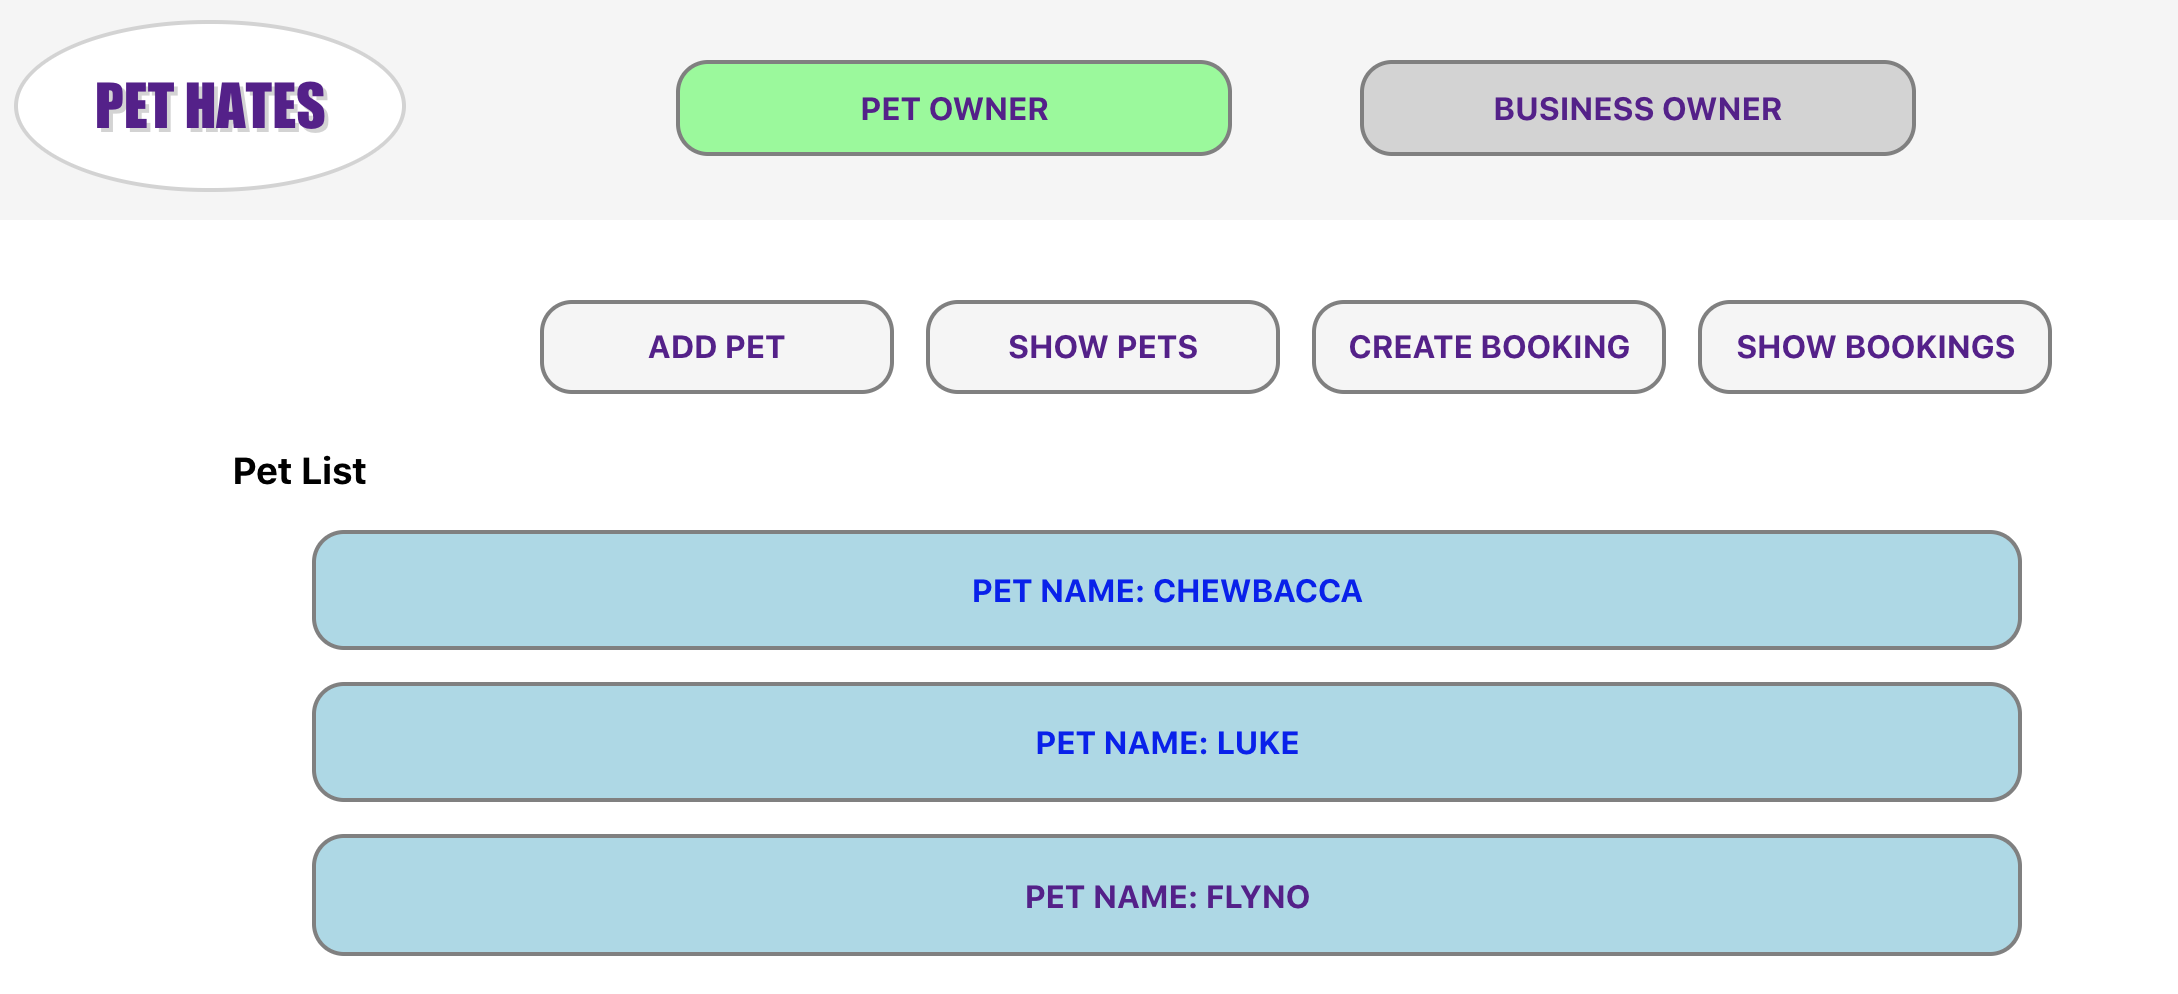 PET HATES
PET OWNER
BUSINESS OWNER
ADD PET
SHOW PETS
CREATE BOOKING
SHOW BOOKINGS
Pet List
PET NAME: CHEWBACCA
PET NAME: LUKE
PET NAME: FLYNO